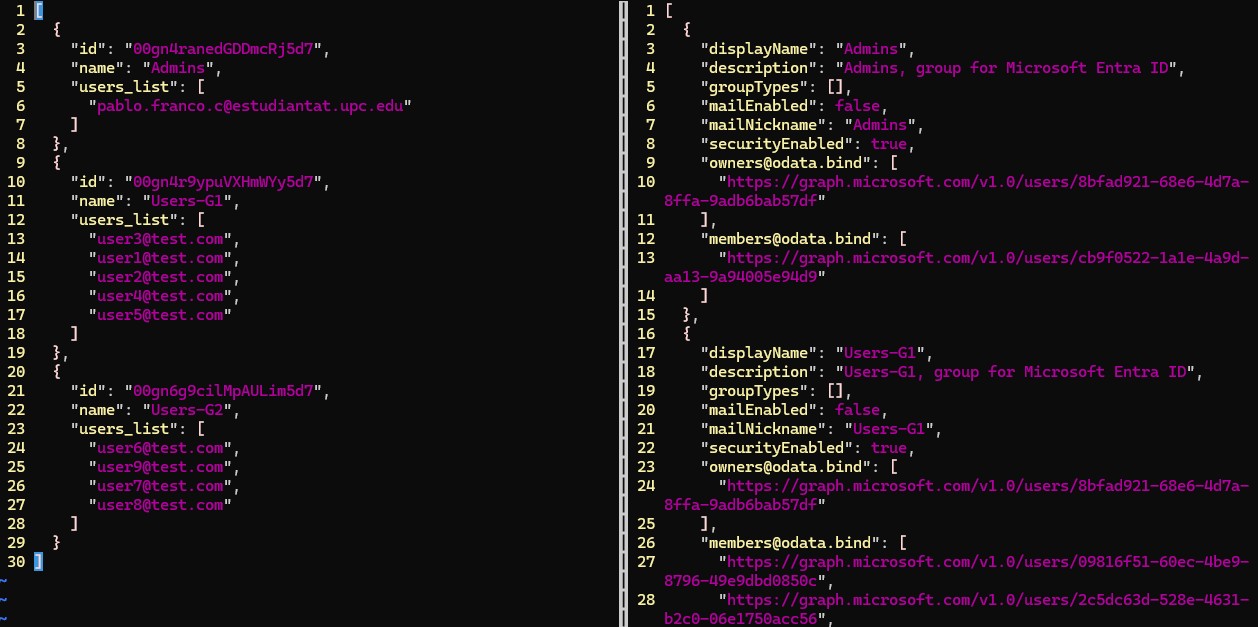 1 [
2   {
3     "id": "00gn4ranedGDDmcRj5d7",
4     "name": "Admins",
5     "users_list": [
6       "pablo.franco.c@estudiantat.upc.edu"
7     ]
8   },
9   {
10     "id": "00gn4r9ypuVXHmWYy5d7",
11     "name": "Users-G1",
12     "users_list": [
13       "user3@test.com",
14       "user1@test.com",
15       "user2@test.com",
16       "user4@test.com",
17       "user5@test.com"
18     ]
19   },
20   {
21     "id": "00gn6g9cilMpAULim5d7",
22     "name": "Users-G2",
23     "users_list": [
24       "user6@test.com",
25       "user9@test.com",
26       "user7@test.com",
27       "user8@test.com"
28     ]
29   }
30 ]
~
~
~
1 [
2   {
3     "displayName": "Admins",
4     "description": "Admins, group for Microsoft Entra ID",
5     "groupTypes": [],
6     "mailEnabled": false,
7     "mailNickname": "Admins",
8     "securityEnabled": true,
9     "owners@odata.bind": [
10       "https://graph.microsoft.com/v1.0/users/8bfad921-68e6-4d7a-
8ffa-9adb6bab57df"
11     ],
12     "members@odata.bind": [
13       "https://graph.microsoft.com/v1.0/users/cb9f0522-1a1e-4a9d-
aa13-9a94005e94d9"
14     ]
15   },
16   {
17     "displayName": "Users-G1",
18     "description": "Users-G1, group for Microsoft Entra ID",
19     "groupTypes": [],
20     "mailEnabled": false,
21     "mailNickname": "Users-G1",
22     "securityEnabled": true,
23     "owners@odata.bind": [
24       "https://graph.microsoft.com/v1.0/users/8bfad921-68e6-4d7a-
8ffa-9adb6bab57df"
25     ],
26     "members@odata.bind": [
27       "https://graph.microsoft.com/v1.0/users/09816f51-60ec-4be9-
8796-49e9dbd0850c",
28       "https://graph.microsoft.com/v1.0/users/2c5dc63d-528e-4631-
b2c0-06e1750acc56",